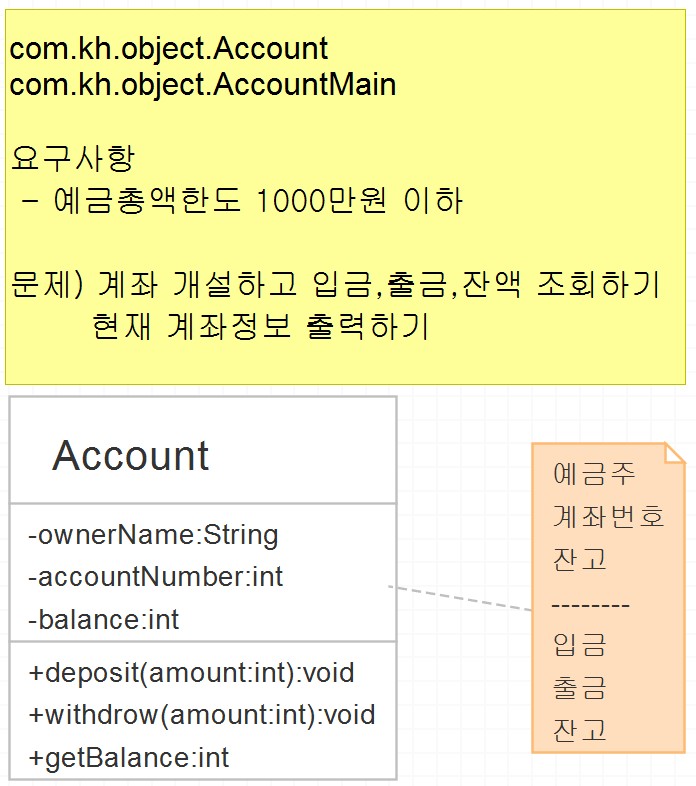 com.kh.object.Account
com.kh.object.AccountMain
요구사항
- 예금총액한도 1000만원 이하
문제) 계좌 개설하고 입금,출금,잔액 조회하기
현재 계좌정보 출력하기
Account
-ownerName:String
-accountNumber:int
-balance:int
+deposit(amount:int):void
+withdrow(amount:int):void
+getBalance:int
예금주
계좌번호
잔고
--------
입금
출금
잔고